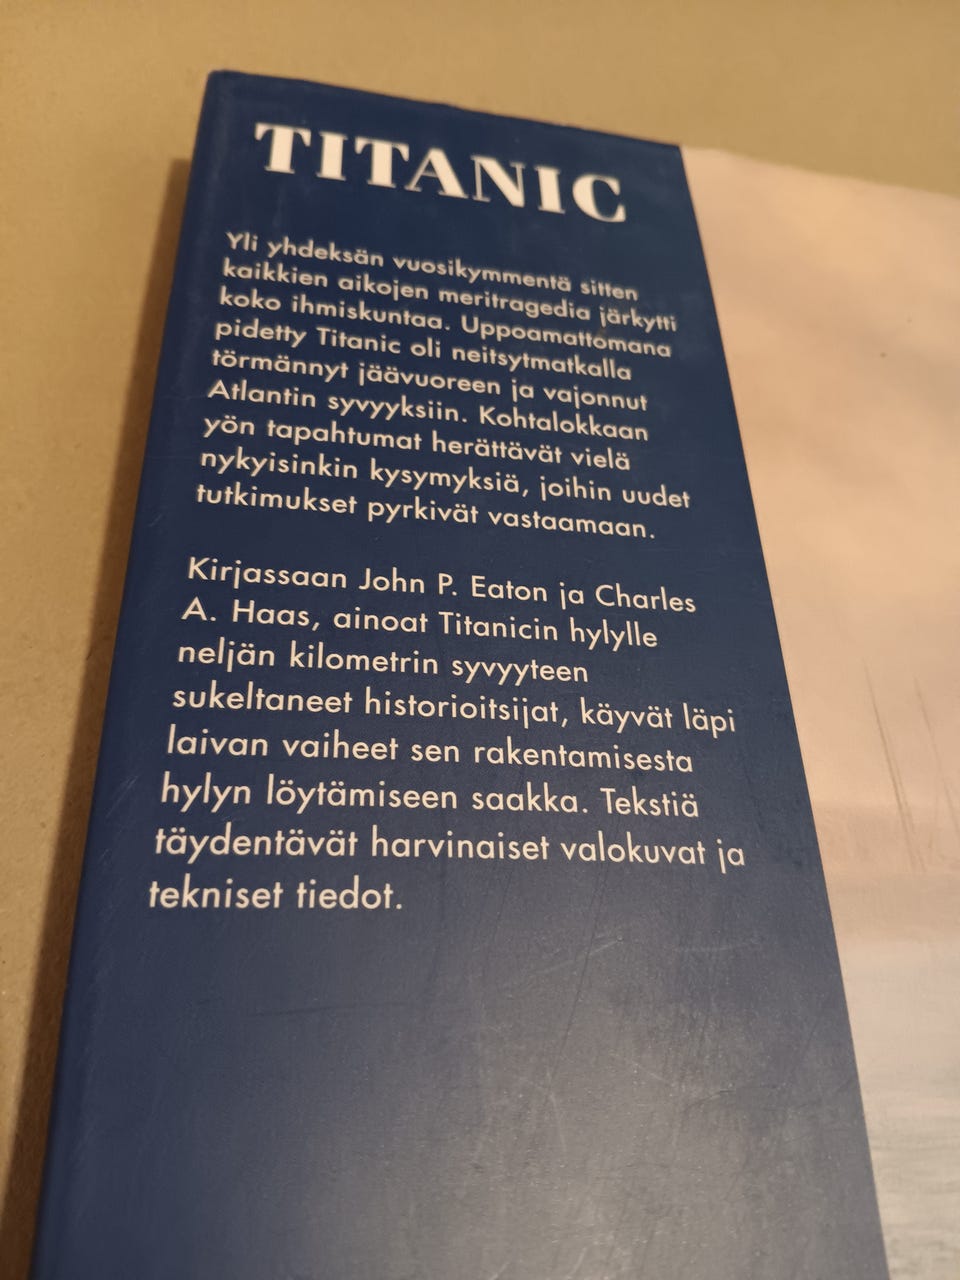 TITANIC
Yli yhdeksän vuosikymmentä sitten
kaikkien aikojen meritragedia järkytti
koko ihmiskuntaa. Uppoamattomana
pidetty Titanic oli neitsytmatkalla
törmännyt jäävuoreen ja vajonnut
Atlantin syvyyksiin. Kohtalokkaan
yön tapahtumat herättävät vielä
nykyisinkin kysymyksiä, joihin uudet
tutkimukset pyrkivät vastaamaan.
Kirjassaan John P. Eaton ja Charles
A. Haas, ainoat Titanicin hylylle
neljän kilometrin syvyyteen
sukeltaneet historioitsijat, käyvät läpi
laivan vaiheet sen rakentamisesta
hylyn löytämiseen saakka. Tekstiä
täydentävät harvinaiset valokuvat ja
tekniset tiedot.